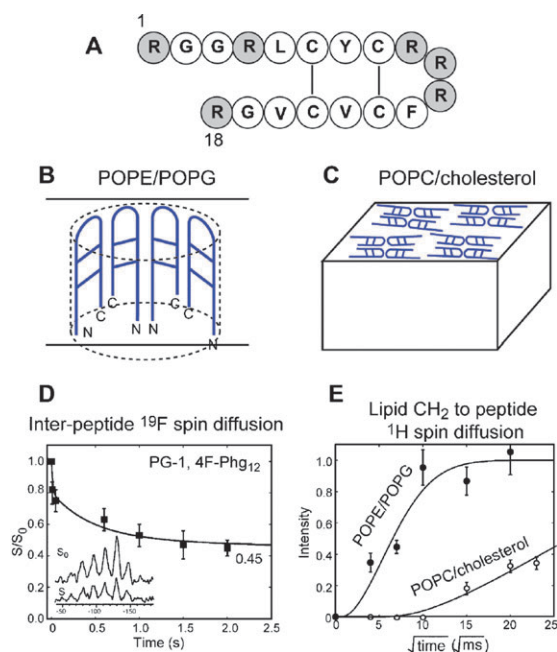 A
1
R G G R L C Y C R R R
R G V C V C F
18
B
POPE/POPG
C C C C
N N N N
C
POPC/cholesterol
D
Inter-peptide ¹⁹F spin diffusion
PG-1, 4F-Phg₁₂
S/S₀
1.0
0.8
0.6
0.4
0.2
0.0
0.45
S₀
S
-50 -100 -150
0.0 0.5 1.0 1.5 2.0 2.5
Time (s)
E
Lipid CH₂ to peptide
¹H spin diffusion
Intensity
1.0
0.8
0.6
0.4
0.2
0.0
POPE/POPG
POPC/cholesterol
0 5 10 15 20 25
√time (√ms)